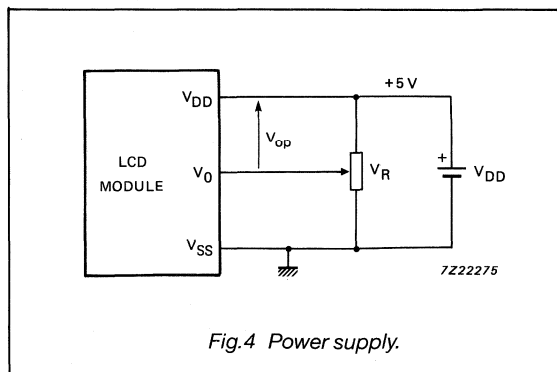 +5 V
V_DD
V_op
LCD
MODULE
V_0
V_R
+
V_DD
V_SS
7Z22275
Fig.4 Power supply.